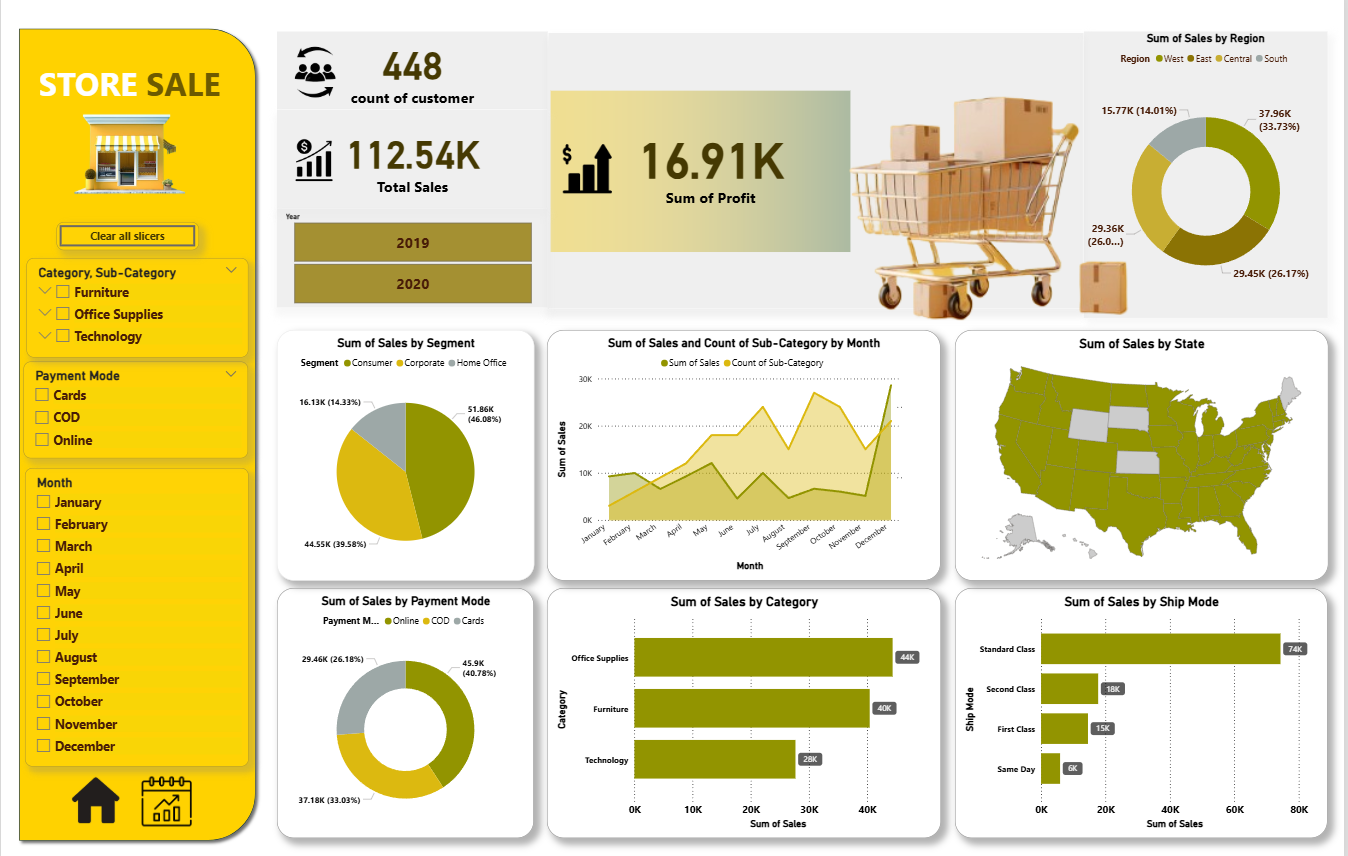 STORE SALE
Clear all slicers
Category, Sub-Category
Furniture
Office Supplies
Technology
Payment Mode
Cards
COD
Online
Month
January
February
March
April
May
June
July
August
September
October
November
December
448
count of customer
112.54K
Total Sales
Year
2019
2020
$
16.91K
Sum of Profit
Sum of Sales by Region
Region West East Central South
15.77K (14.01%)
37.96K
(33.73%)
29.36K
(26.0...)
29.45K (26.17%)
Sum of Sales by Segment
Segment Consumer Corporate Home Office
16.13K (14.33%)
51.86K
(46.08%)
44.55K (39.58%)
Sum of Sales and Count of Sub-Category by Month
Sum of Sales Count of Sub-Category
30K
20K
10K
0K
Sum of Sales
January
February
March
April
May
June
July
August
September
October
November
December
Month
Sum of Sales by State
Sum of Sales by Payment Mode
Payment M... Online COD Cards
29.46K (26.18%)
45.9K
(40.78%)
37.18K (33.03%)
Sum of Sales by Category
Category
Office Supplies 44K
Furniture 40K
Technology 28K
0K 10K 20K 30K 40K
Sum of Sales
Sum of Sales by Ship Mode
Ship Mode
Standard Class 74K
Second Class 18K
First Class 15K
Same Day 6K
0K 20K 40K 60K 80K
Sum of Sales